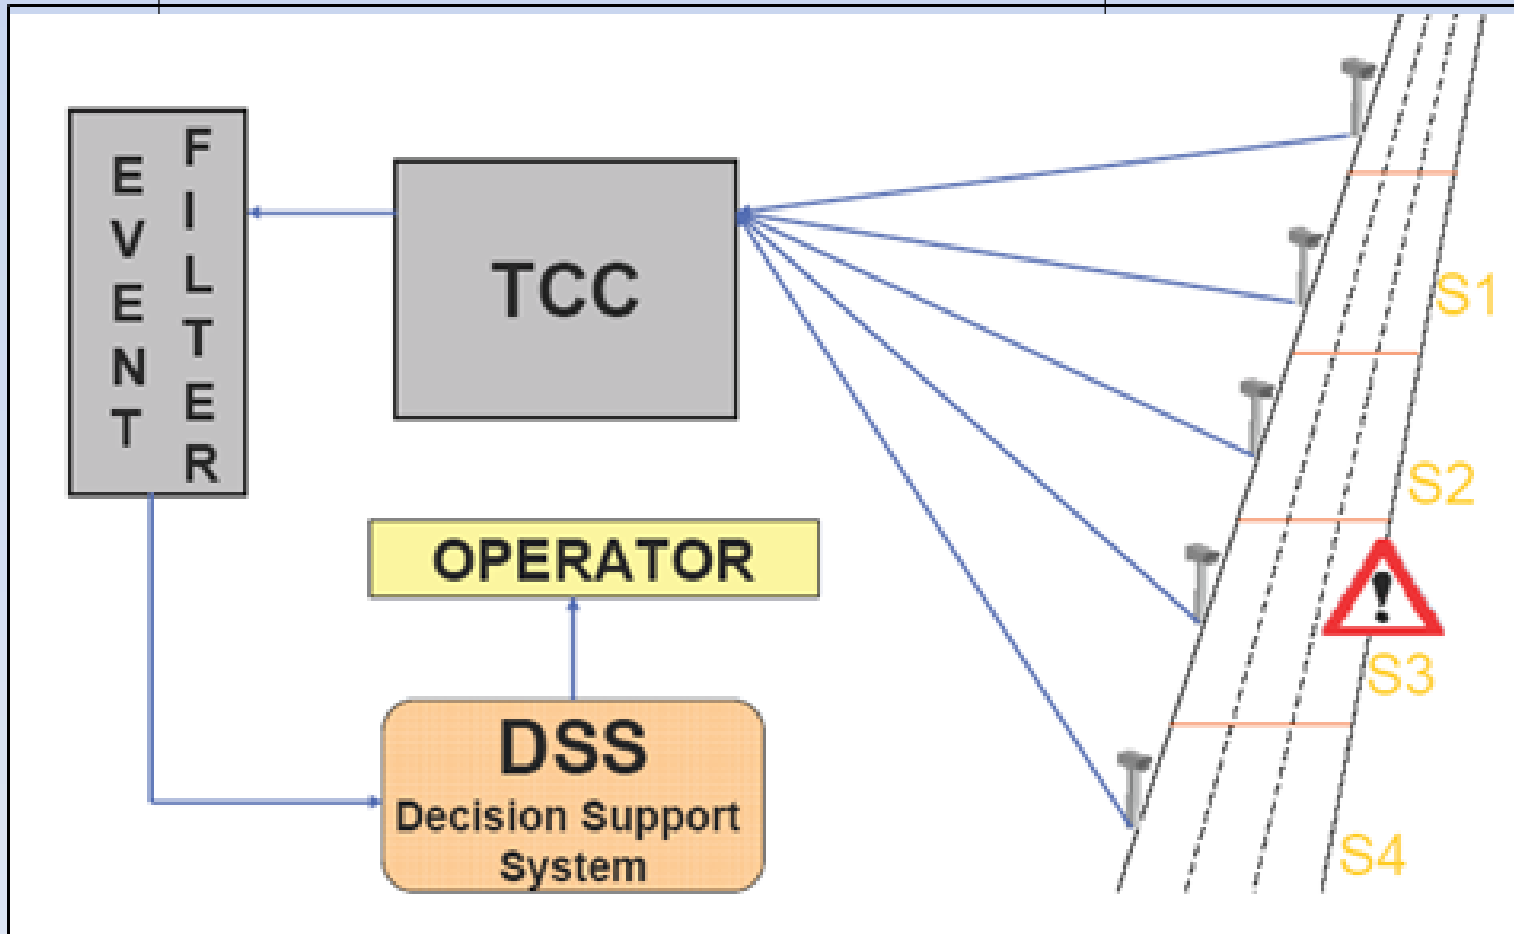 EVENT
FILTER
TCC
S1
S2
OPERATOR
!
S3
DSS
Decision Support
System
S4